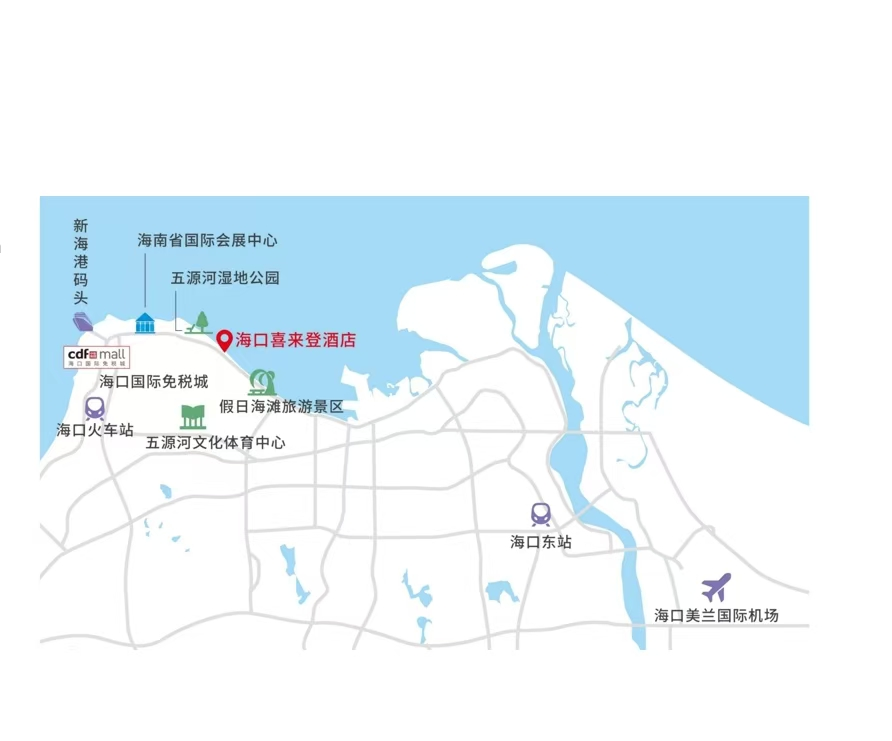 新海港码头
海南省国际会展中心
五源河湿地公园
海口喜来登酒店
cdf mall
海口国际免税城
海口国际免税城
假日海滩旅游景区
海口火车站
五源河文化体育中心
海口东站
海口美兰国际机场